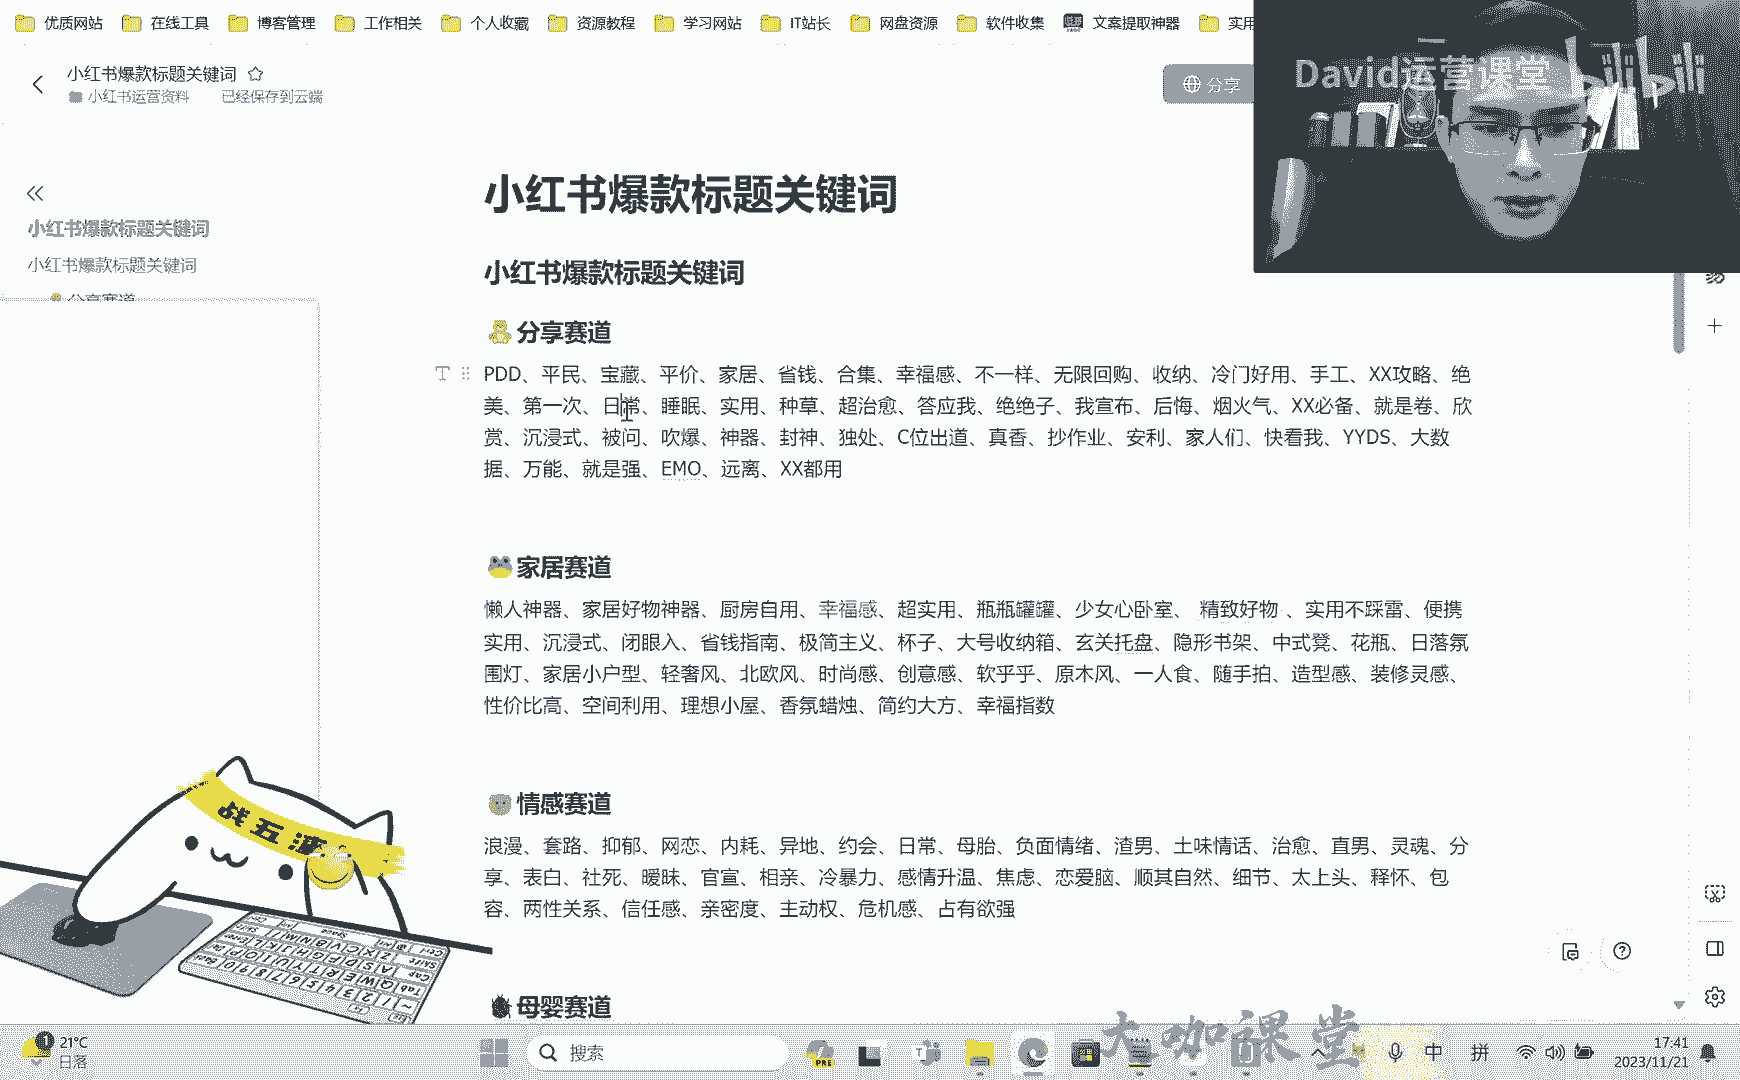 优质网站 在线工具 博客管理 工作相关 个人收藏 资源教程 学习网站 IT站长 网盘资源 软件收集 文案提取神器 实用
小红书爆款标题关键词
小红书运营资料 已经保存到云端
分享
David运营课堂 bilibili
小红书爆款标题关键词
小红书爆款标题关键词
小红书爆款标题关键词
分享赛道
小红书爆款标题关键词
分享赛道
PDD、平民、宝藏、平价、家居、省钱、合集、幸福感、不一样、无限回购、收纳、冷门好用、手工、XX攻略、绝
美、第一次、日常、睡眠、实用、种草、超治愈、答应我、绝绝子、我宣布、后悔、烟火气、XX必备、就是卷、欣
赏、沉浸式、被问、吹爆、神器、封神、独处、C位出道、真香、抄作业、安利、家人们、快看我、YYDS、大数
据、万能、就是强、EMO、远离、XX都用
家居赛道
懒人神器、家居好物神器、厨房自用、幸福感、超实用、瓶瓶罐罐、少女心卧室、 精致好物 、实用不踩雷、便携
实用、沉浸式、闭眼入、省钱指南、极简主义、杯子、大号收纳箱、玄关托盘、隐形书架、中式凳、花瓶、日落氛
围灯、家居小户型、轻奢风、北欧风、时尚感、创意感、软乎乎、原木风、一人食、随手拍、造型感、装修灵感、
性价比高、空间利用、理想小屋、香氛蜡烛、简约大方、幸福指数
情感赛道
浪漫、套路、抑郁、网恋、内耗、异地、约会、日常、母胎、负面情绪、渣男、土味情话、治愈、直男、灵魂、分
享、表白、社死、暧昧、官宣、相亲、冷暴力、感情升温、焦虑、恋爱脑、顺其自然、细节、太上头、释怀、包
容、两性关系、信任感、亲密度、主动权、危机感、占有欲强
母婴赛道
战五渣
大咖课堂
21°C
日落
搜索
PRE
中 拼
17:41
2023/11/21